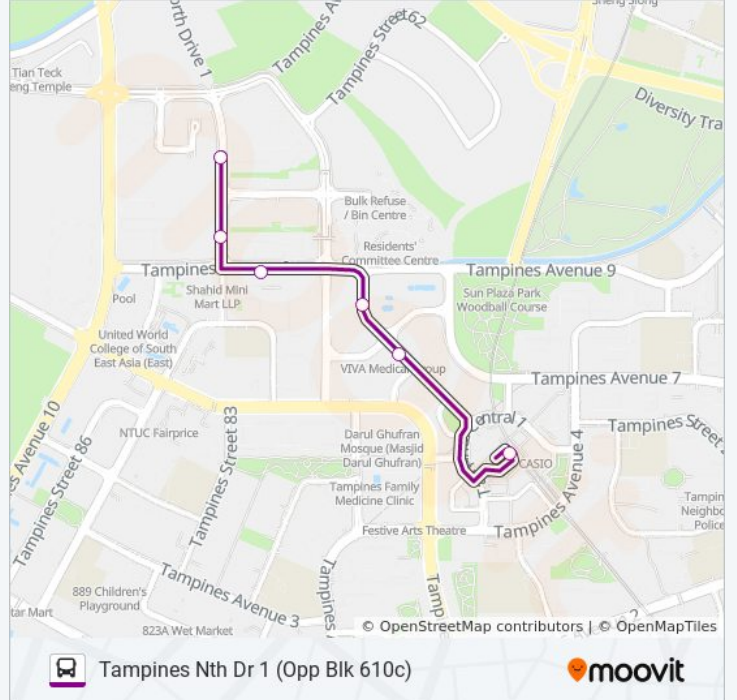 Sheng Siong
orth Drive 1
Tampines Av
Tampines Street 62
Tian Teck
eng Temple
Diversity Tra
Bulk Refuse
/ Bin Centre
Residents'
Committee Centre
Tampines
Tampines Avenue 9
Pool
Shahid Mini
Mart LLP
Sun Plaza Park
Woodball Course
United World
College of South
East Asia (East)
VIVA Medical Group
Tampines Avenue 7
es Avenue 10
entral 1
Tampines Street
NTUC Fairprice
Tampines Street 83
Tampines Street 86
Darul Ghufran
Mosque (Masjid
Darul Ghufran)
CASIO
Tampines Avenue 4
Tampines Family
Medicine Clinic
Tampin
Neighbo
Police
Festive Arts Theatre
Tampines Avenue 3
Tampines
Tamp
889 Children's
Playground
tar Mart
823A Wet Market
© OpenStreetMap contributors | © OpenMapTiles
Tampines Nth Dr 1 (Opp Blk 610c)
moovit